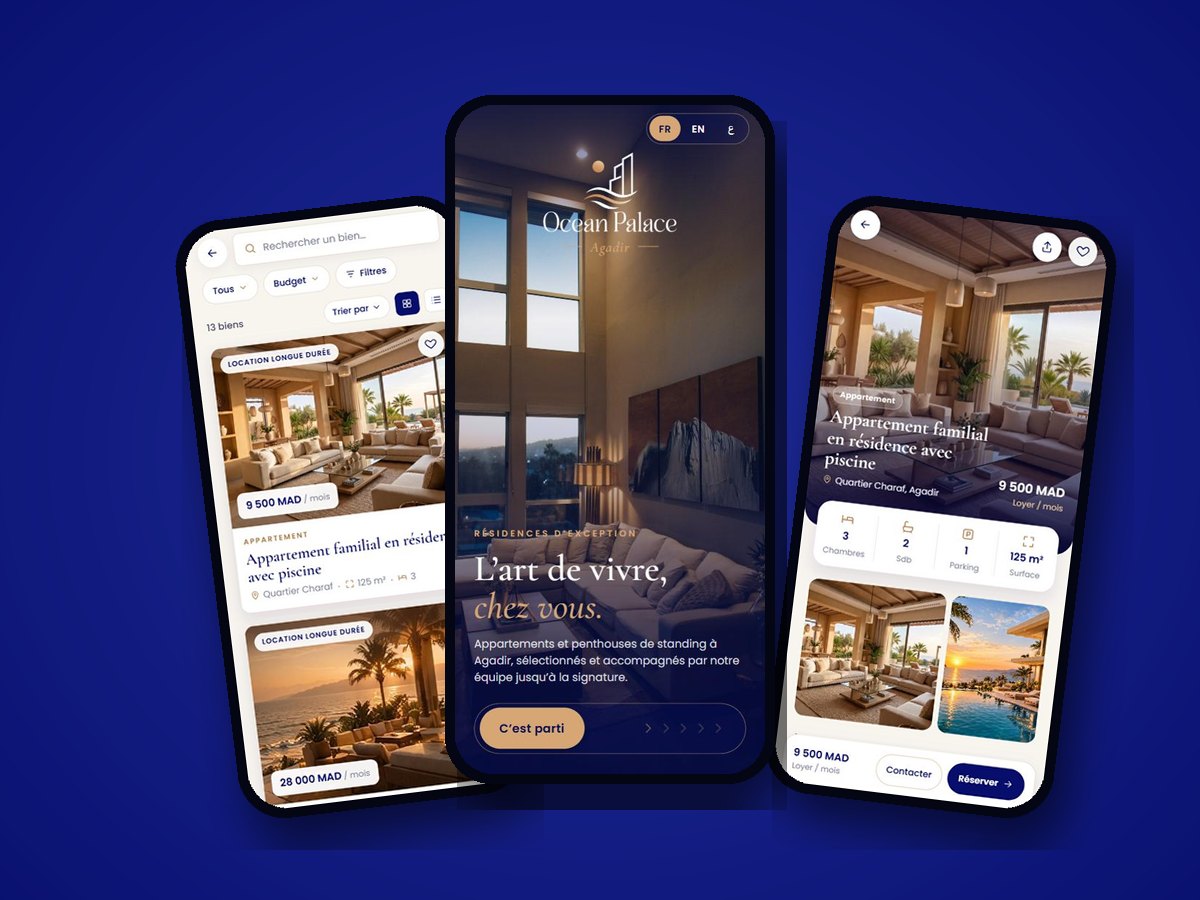 Rechercher un bien...
Tous
Budget
Filtres
Trier par
13 biens
LOCATION LONGUE DURÉE
9 500 MAD / mois
APPARTEMENT
Appartement familial en résiden
avec piscine
Quartier Charaf · 125 m² · 3
LOCATION LONGUE DURÉE
28 000 MAD / mois
FR EN ع
Ocean Palace
Agadir
RÉSIDENCES D'EXCEPTION
L'art de vivre,
chez vous.
Appartements et penthouses de standing à
Agadir, sélectionnés et accompagnés par notre
équipe jusqu'à la signature.
C'est parti
Appartement
Appartement familial
en résidence avec
piscine
Quartier Charaf, Agadir
9 500 MAD
Loyer / mois
3
Chambres
2
Sdb
P
1
Parking
125 m²
Surface
9 500 MAD
Loyer / mois
Contacter
Réserver →